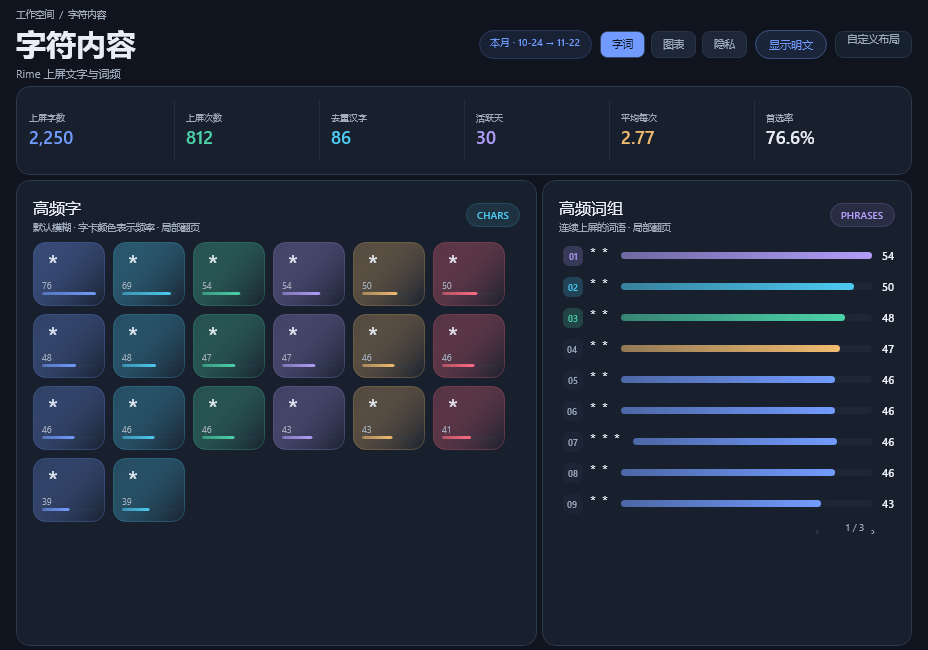 工作空间 / 字符内容
字符内容
Rime 上屏文字与词频
本月 · 10-24 → 11-22
字词
图表
隐私
显示明文
自定义布局
上屏字数
2,250
上屏次数
812
去重汉字
86
活跃天
30
平均每次
2.77
首选率
76.6%
高频字
默认模糊 · 字卡颜色表示频率 · 局部翻页
CHARS
* * * * * *
76 69 54 54 50 50
* * * * * *
48 48 47 47 46 46
* * * * * *
46 46 46 43 43 41
* *
39 39
高频词组
连续上屏的词语 · 局部翻页
PHRASES
01 * * 54
02 * * 50
03 * * 48
04 * * 47
05 * * 46
06 * * 46
07 * * * 46
08 * * 46
09 * * 43
‹ 1 / 3 ›